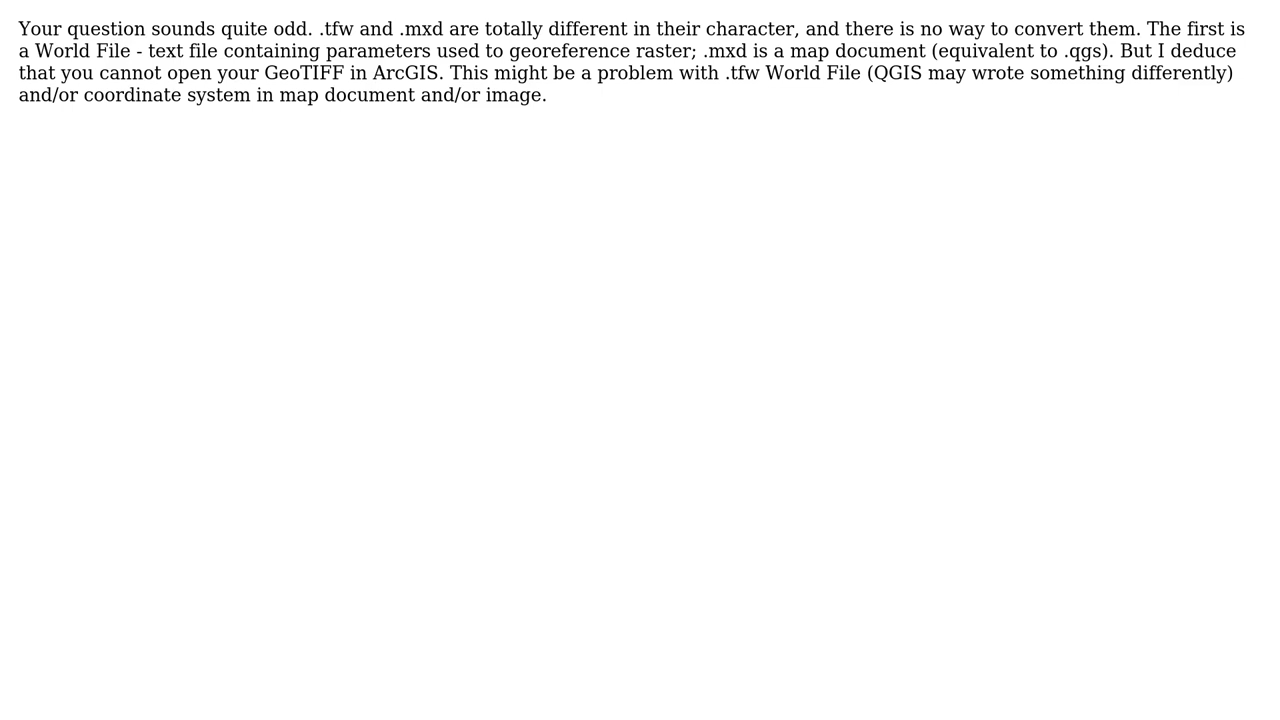 Your question sounds quite odd. .tfw and .mxd are totally different in their character, and there is no way to convert them. The first is
a World File - text file containing parameters used to georeference raster; .mxd is a map document (equivalent to .qgs). But I deduce
that you cannot open your GeoTIFF in ArcGIS. This might be a problem with .tfw World File (QGIS may wrote something differently)
and/or coordinate system in map document and/or image.